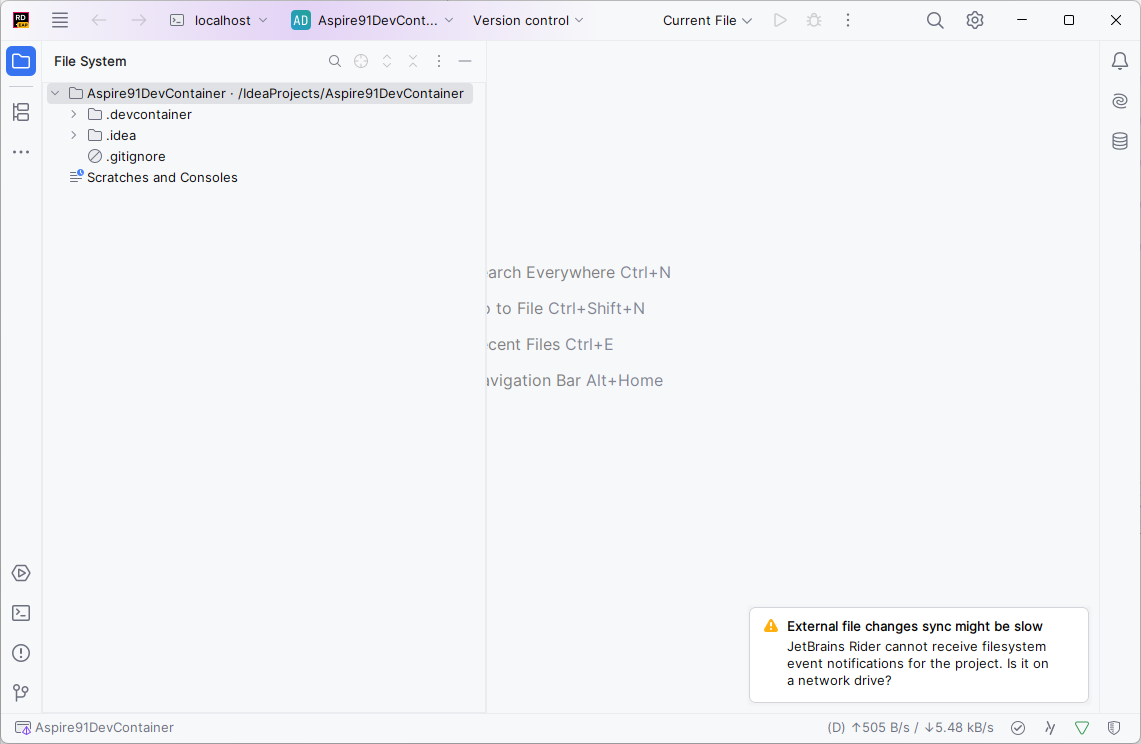 RD
EAP
localhost
AD Aspire91DevCont...
Version control
Current File
File System
Aspire91DevContainer · /IdeaProjects/Aspire91DevContainer
.devcontainer
.idea
.gitignore
Scratches and Consoles
arch Everywhere Ctrl+N
to File Ctrl+Shift+N
cent Files Ctrl+E
avigation Bar Alt+Home
External file changes sync might be slow
JetBrains Rider cannot receive filesystem
event notifications for the project. Is it on
a network drive?
Aspire91DevContainer
(D) ↑505 B/s / ↓5.48 kB/s